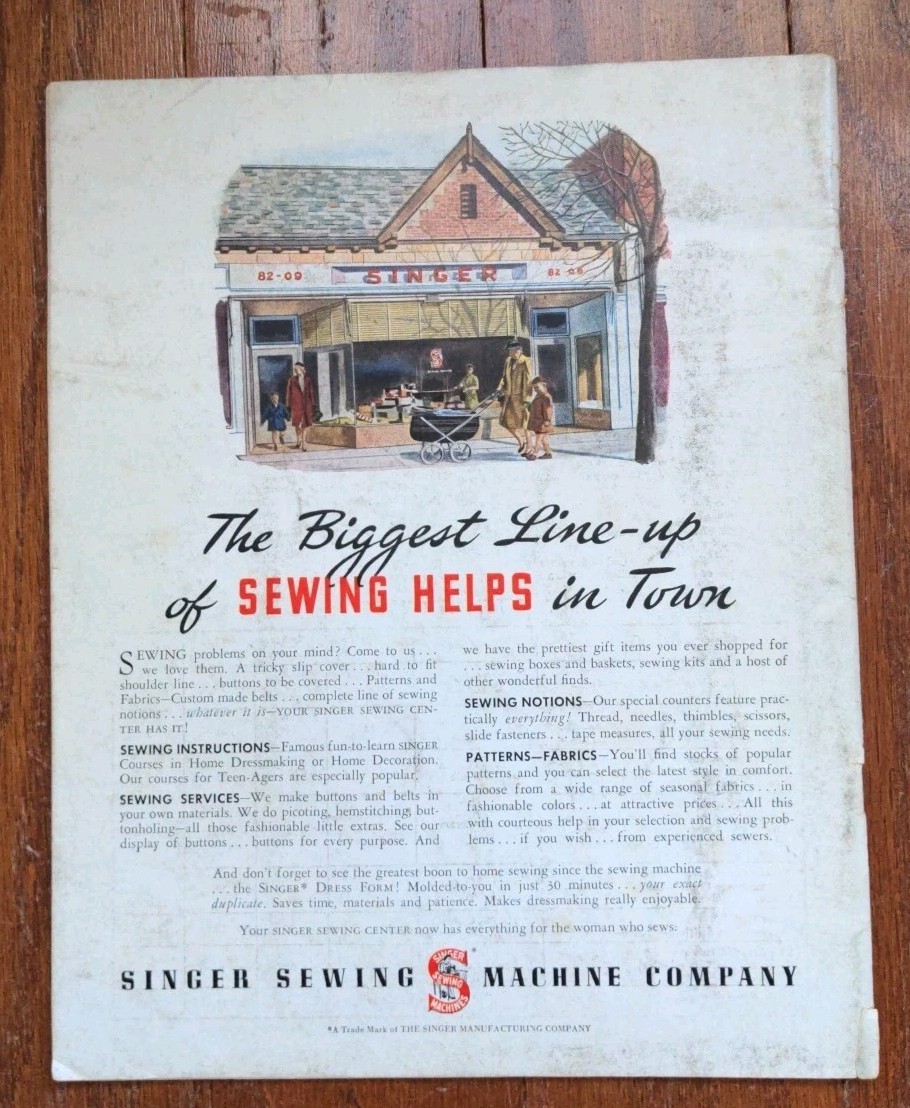 82-09 SINGER 82-09
The Biggest Line-up
of SEWING HELPS in Town
SEWING problems on your mind? Come to us...
we love them. A tricky slip cover...hard to fit
shoulder line...buttons to be covered...Patterns and
Fabrics—Custom made belts...complete line of sewing
notions...whatever it is—YOUR SINGER SEWING CEN-
TER HAS IT!
SEWING INSTRUCTIONS—Famous fun-to-learn SINGER
Courses in Home Dressmaking or Home Decoration.
Our courses for Teen-Agers are especially popular.
SEWING SERVICES—We make buttons and belts in
your own materials. We do picoting, hemstitching, but-
tonholing—all those fashionable little extras. See our
display of buttons...buttons for every purpose. And
we have the prettiest gift items you ever shopped for
...sewing boxes and baskets, sewing kits and a host of
other wonderful finds.
SEWING NOTIONS—Our special counters feature prac-
tically everything! Thread, needles, thimbles, scissors,
slide fasteners...tape measures, all your sewing needs.
PATTERNS—FABRICS—You'll find stocks of popular
patterns and you can select the latest style in comfort.
Choose from a wide range of seasonal fabrics...in
fashionable colors...at attractive prices...All this
with courteous help in your selection and sewing prob-
lems...if you wish...from experienced sewers.
And don't forget to see the greatest boon to home sewing since the sewing machine
...the SINGER* DRESS FORM! Molded-to-you in just 30 minutes...your exact
duplicate. Saves time, materials and patience. Makes dressmaking really enjoyable.
Your SINGER SEWING CENTER now has everything for the woman who sews.
SINGER SEWING MACHINE COMPANY
SINGER
SEWING
MACHINES
*
*A Trade Mark of THE SINGER MANUFACTURING COMPANY